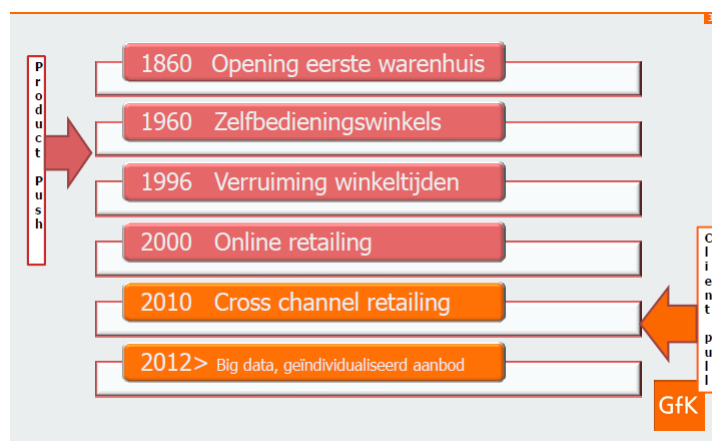 3
Product Push
1860 Opening eerste warenhuis
1960 Zelfbedieningswinkels
1996 Verruiming winkeltijden
2000 Online retailing
2010 Cross channel retailing
2012> Big data, geïndividualiseerd aanbod
Client pull
GfK